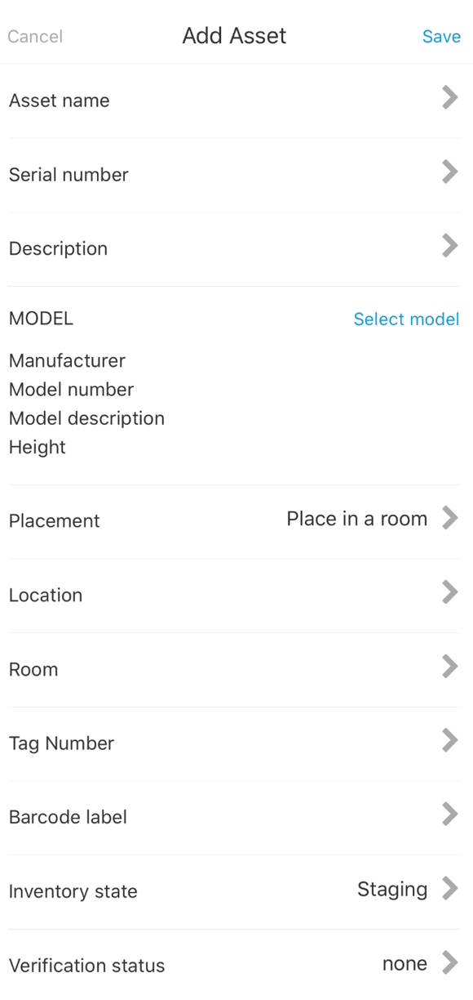 Cancel Add Asset Save
Asset name
Serial number
Description
MODEL Select model
Manufacturer
Model number
Model description
Height
Placement Place in a room
Location
Room
Tag Number
Barcode label
Inventory state Staging
Verification status none